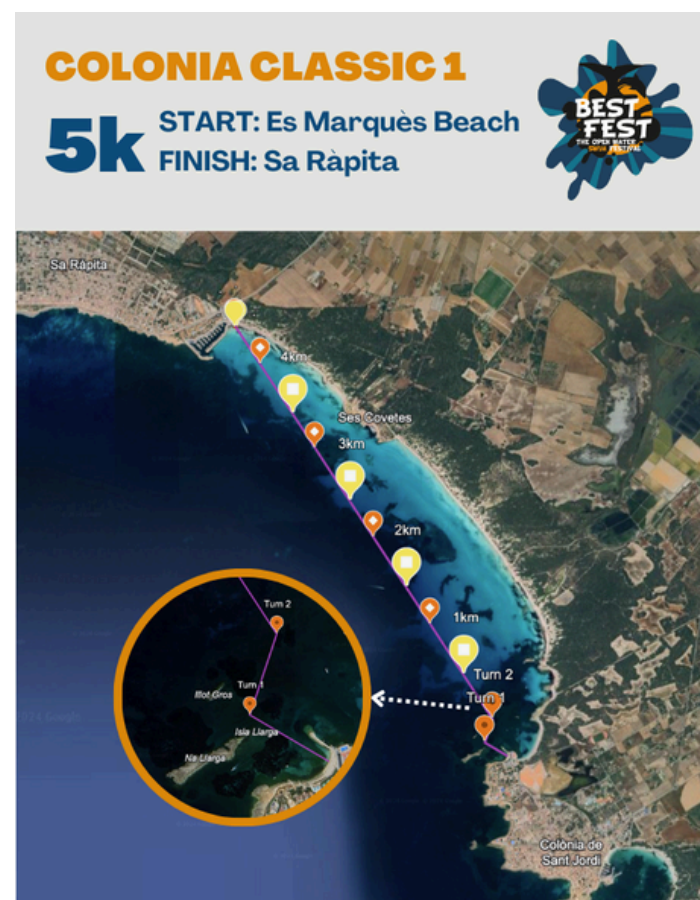 COLONIA CLASSIC 1
5k
START: Es Marquès Beach
FINISH: Sa Ràpita
BEST
FEST
THE OPEN WATER
SWIM FESTIVAL
Sa Ràpita
4km
Ses Covetes
3km
2km
1km
Turn 2
Turn 1
Turn 2
Turn 1
Illot Gros
Isla Llarga
Na Llarga
Colònia de
Sant Jordi